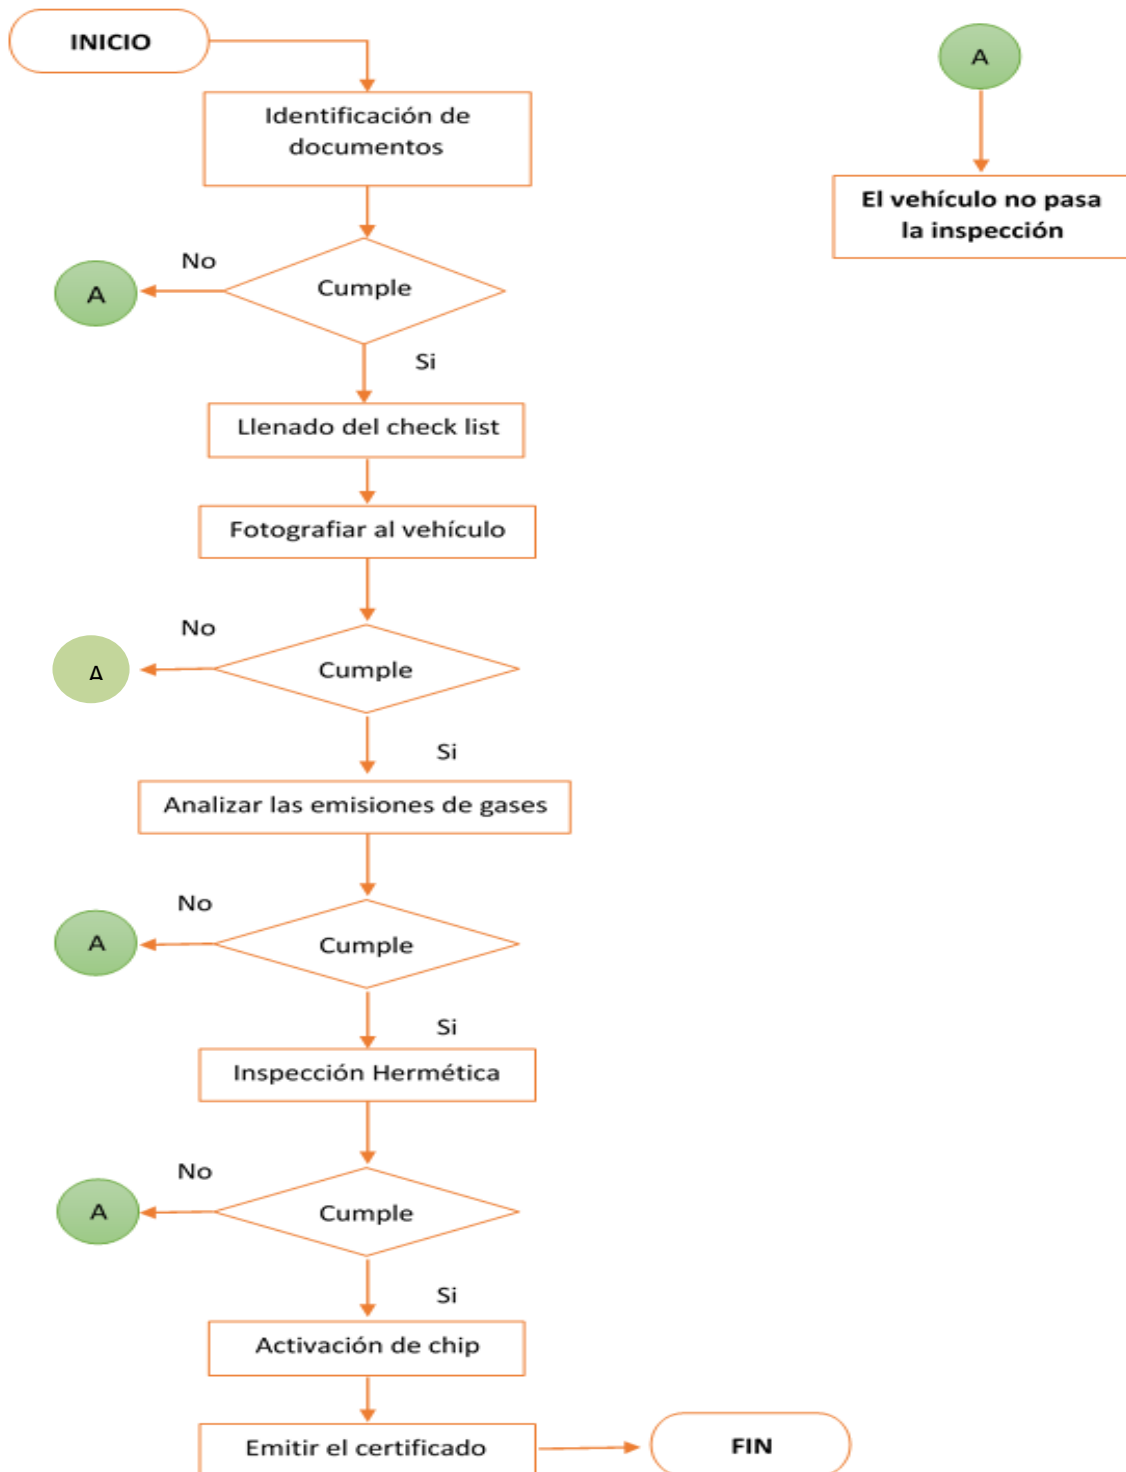 INICIO
A
Identificación de
documentos
El vehículo no pasa
la inspección
No
A
Cumple
Si
Llenado del check list
Fotografiar al vehículo
No
A
Cumple
Si
Analizar las emisiones de gases
No
A
Cumple
Si
Inspección Hermética
No
A
Cumple
Si
Activación de chip
Emitir el certificado
FIN